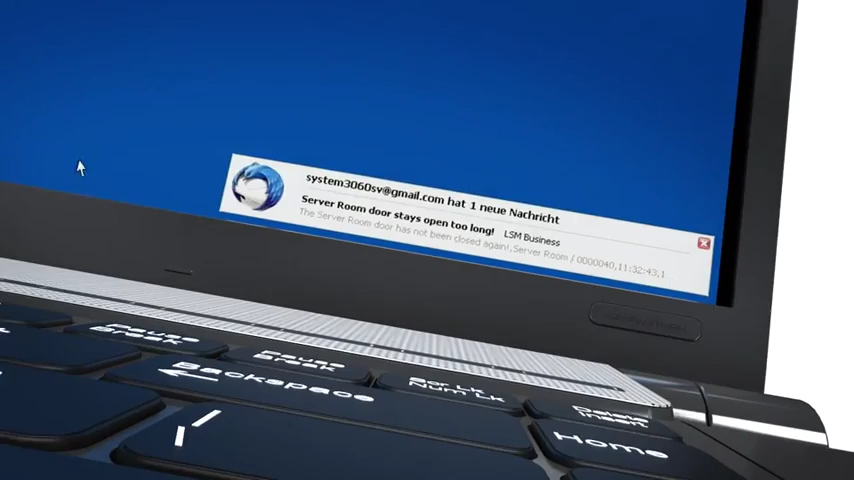 system3060sv@gmail.com hat 1 neue Nachricht
Server Room door stays open too long! LSM Business
The Server Room door has not been closed again!,Server Room / 0000040,11:32:43,1
Pause
Break
Pause
Break
Backspace
Num Lk
Delete
Insert
Home